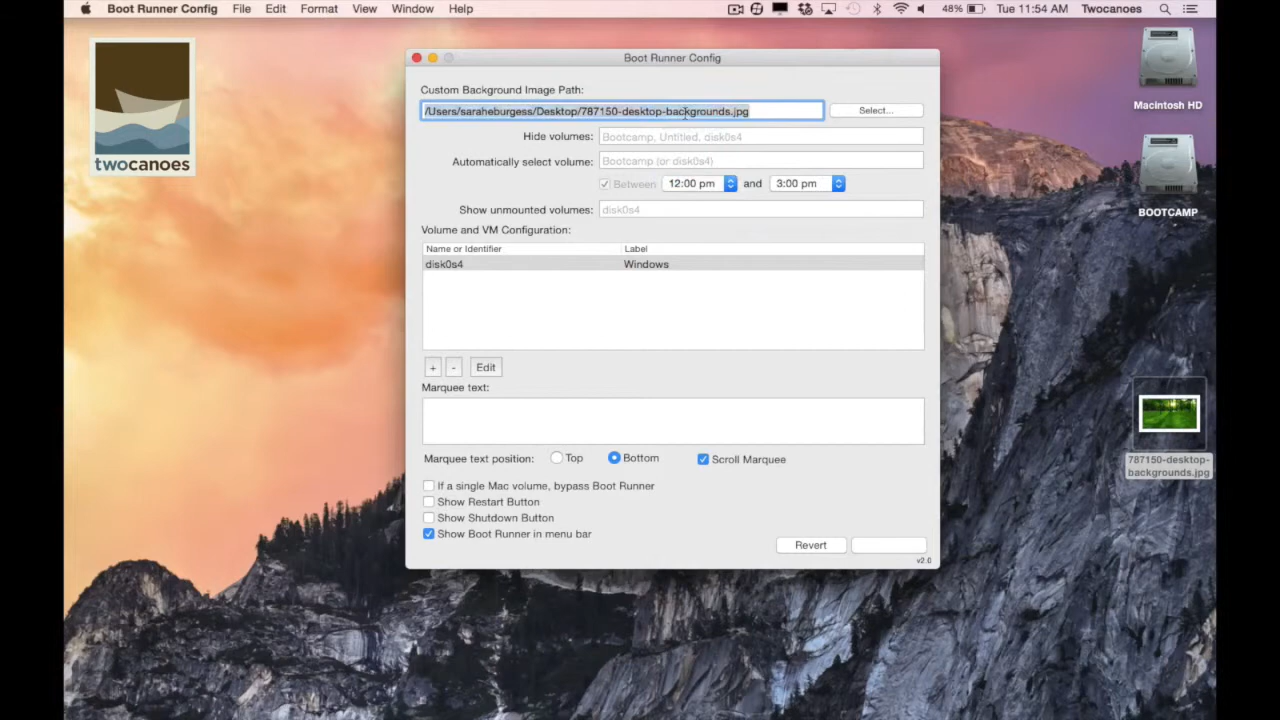 Boot Runner Config File Edit Format View Window Help 48% Tue 11:54 AM Twocanoes
twocanoes
Macintosh HD
BOOTCAMP
787150-desktop-
backgrounds.jpg
Boot Runner Config
Custom Background Image Path:
/Users/saraheburgess/Desktop/787150-desktop-backgrounds.jpg Select...
Hide volumes: Bootcamp, Untitled, disk0s4
Automatically select volume: Bootcamp (or disk0s4)
Between 12:00 pm and 3:00 pm
Show unmounted volumes: disk0s4
Volume and VM Configuration:
Name or Identifier Label
disk0s4 Windows
+ - Edit
Marquee text:
Marquee text position: Top Bottom Scroll Marquee
If a single Mac volume, bypass Boot Runner
Show Restart Button
Show Shutdown Button
Show Boot Runner in menu bar
Revert
v2.0